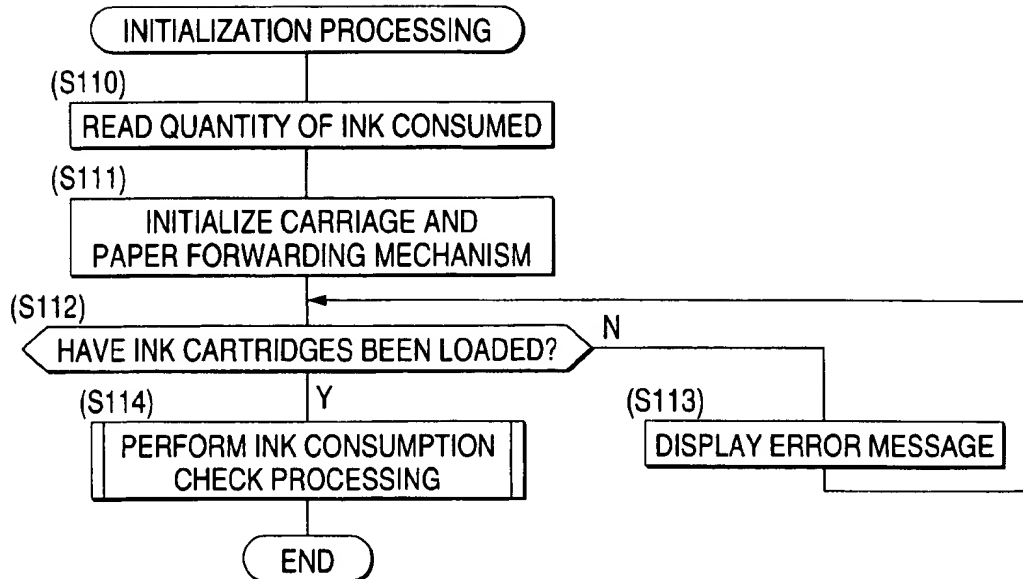 INITIALIZATION PROCESSING
(S110)
READ QUANTITY OF INK CONSUMED
(S111)
INITIALIZE CARRIAGE AND
PAPER FORWARDING MECHANISM
(S112)
HAVE INK CARTRIDGES BEEN LOADED?
N
Y
(S113)
DISPLAY ERROR MESSAGE
(S114)
PERFORM INK CONSUMPTION
CHECK PROCESSING
END